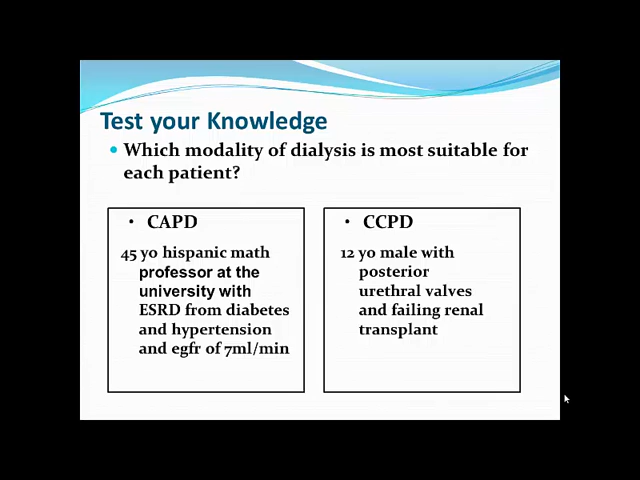 Test your Knowledge
• Which modality of dialysis is most suitable for
each patient?
• CAPD
45 yo hispanic math
professor at the
university with
ESRD from diabetes
and hypertension
and egfr of 7ml/min
• CCPD
12 yo male with
posterior
urethral valves
and failing renal
transplant